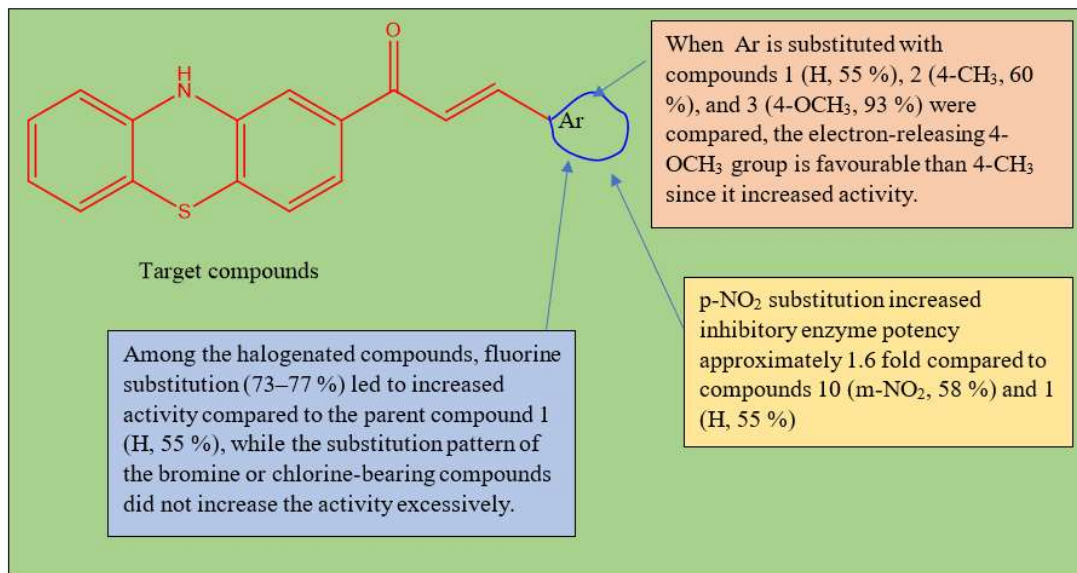 O
H
N
S
Ar
Target compounds
When Ar is substituted with
compounds 1 (H, 55 %), 2 (4-CH₃, 60
%), and 3 (4-OCH₃, 93 %) were
compared, the electron-releasing 4-
OCH₃ group is favourable than 4-CH₃
since it increased activity.
p-NO₂ substitution increased
inhibitory enzyme potency
approximately 1.6 fold compared to
compounds 10 (m-NO₂, 58 %) and 1
(H, 55 %)
Among the halogenated compounds, fluorine
substitution (73–77 %) led to increased
activity compared to the parent compound 1
(H, 55 %), while the substitution pattern of
the bromine or chlorine-bearing compounds
did not increase the activity excessively.